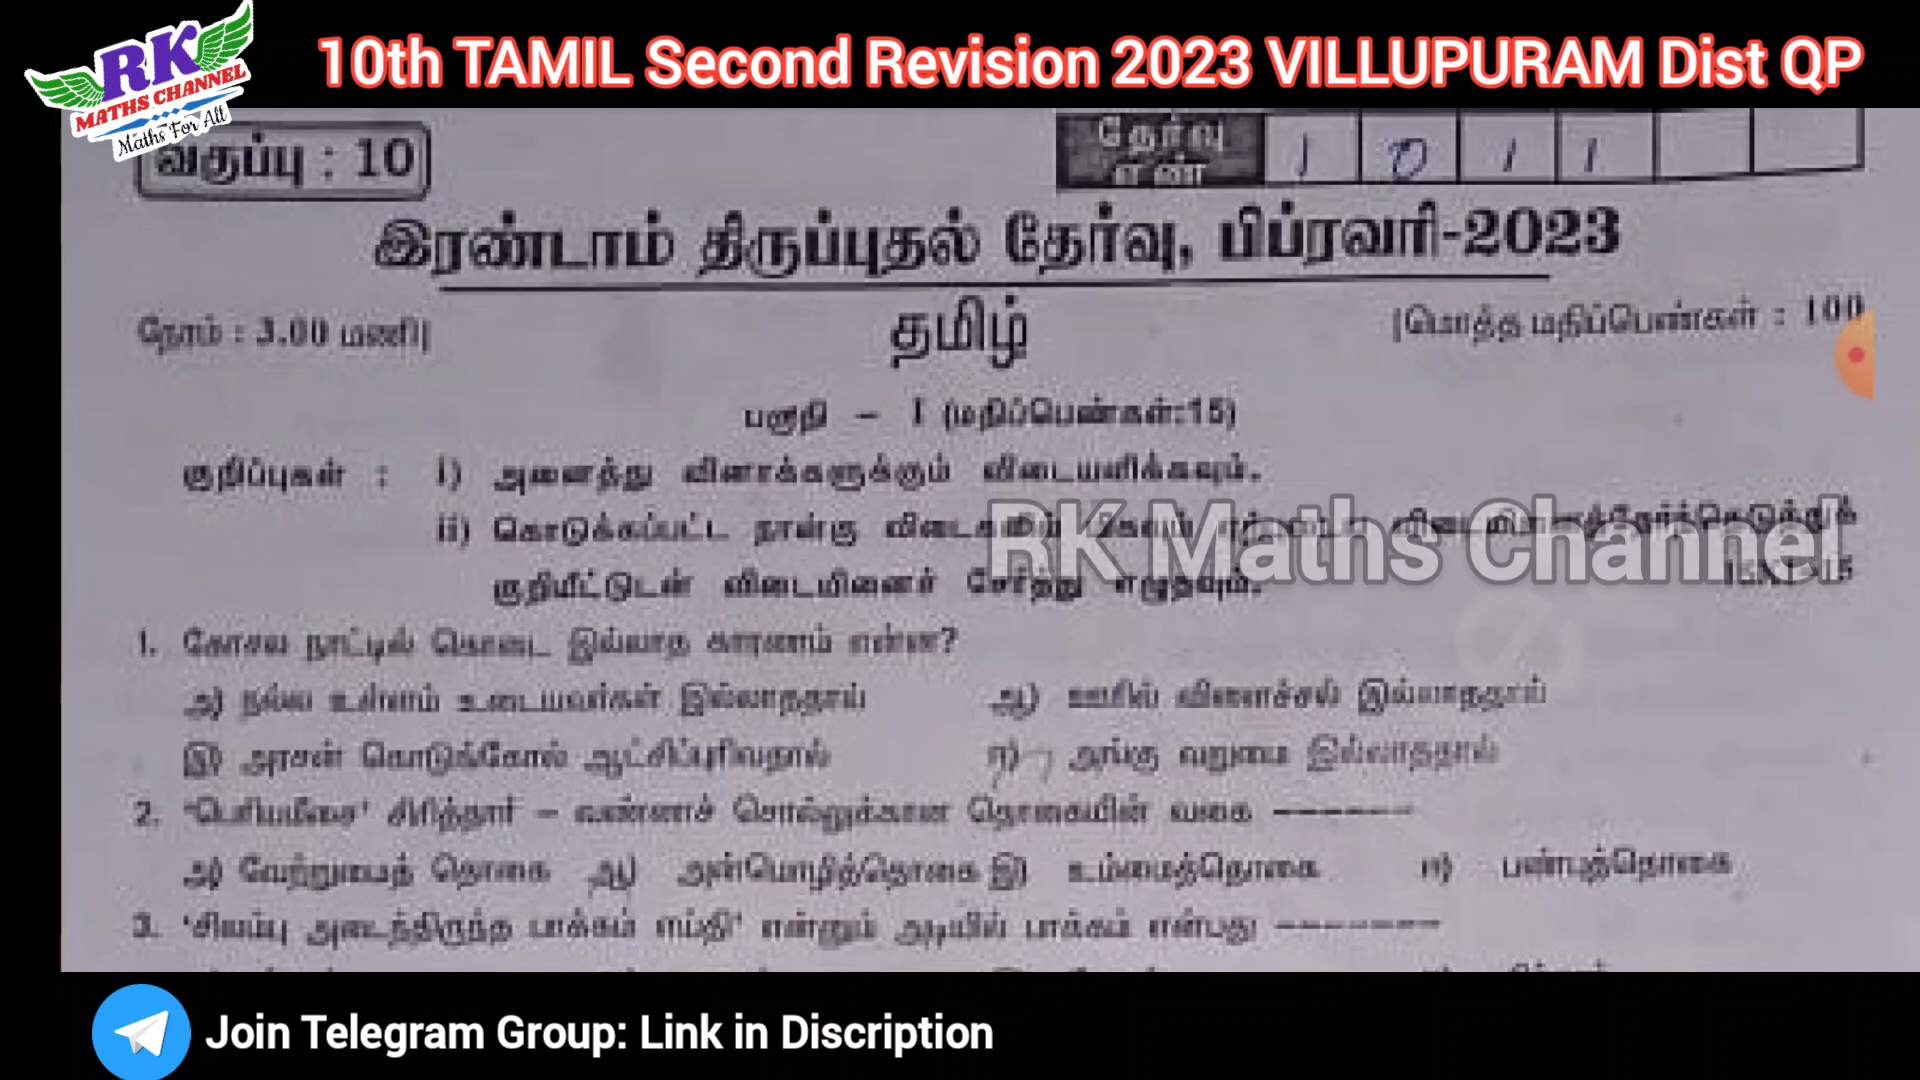 RK
MATHS CHANNEL
Maths For All
10th TAMIL Second Revision 2023 VILLUPURAM Dist QP
வகுப்பு : 10
தேர்வு
எண்
1 0 1 1
இரண்டாம் திருப்புதல் தேர்வு, பிப்ரவரி-2023
நேரம் : 3.00 மணி]
தமிழ்
[மொத்த மதிப்பெண்கள் : 100
பகுதி – I (மதிப்பெண்கள்:15)
குறிப்புகள் : i) அனைத்து வினாக்களுக்கும் விடையளிக்கவும்.
ii) கொடுக்கப்பட்ட நான்கு
RK Maths Channel
குறியீட்டுடன் விடையினைச் சேர்த்து எழுதவும்.
1. கோசல நாட்டில் கொடை இல்லாத காரணம் என்ன?
அ) நல்ல உள்ளம் உடையவர்கள் இல்லாததால் ஆ) ஊரில் விளைச்சல் இல்லாததால்
இ) அரசன் கொடுங்கோல் ஆட்சிப்புரிவதால் ஈ) அங்கு வறுமை இல்லாததால்
2. 'பெரியமீசை' சிரித்தார் – வண்ணச் சொல்லுக்கான தொகையின் வகை -------
அ) வேற்றுமைத் தொகை ஆ) அன்மொழித்தொகை இ) உம்மைத்தொகை ஈ) பண்புத்தொகை
3. 'சிலம்பு அடைந்திருந்த பாக்கம் எய்தி' என்னும் அடியில் பாக்கம் என்பது -------
Join Telegram Group: Link in Discription